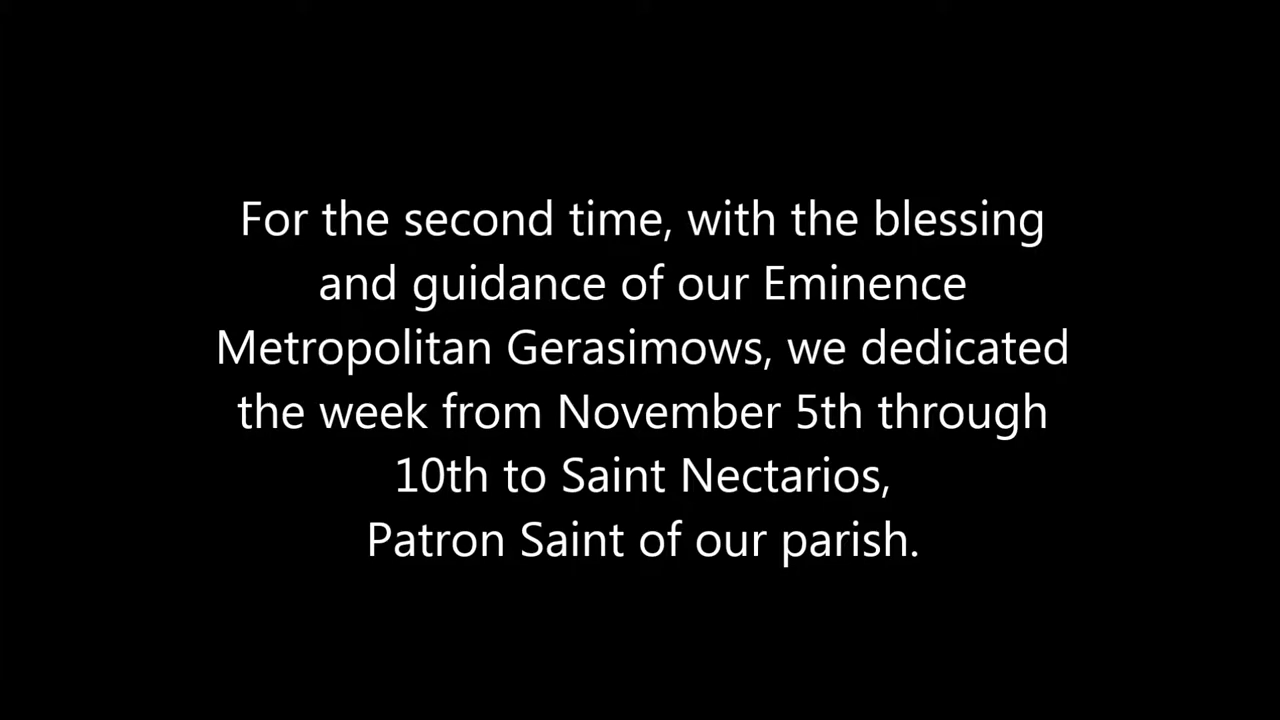 For the second time, with the blessing
and guidance of our Eminence
Metropolitan Gerasimows, we dedicated
the week from November 5th through
10th to Saint Nectarios,
Patron Saint of our parish.